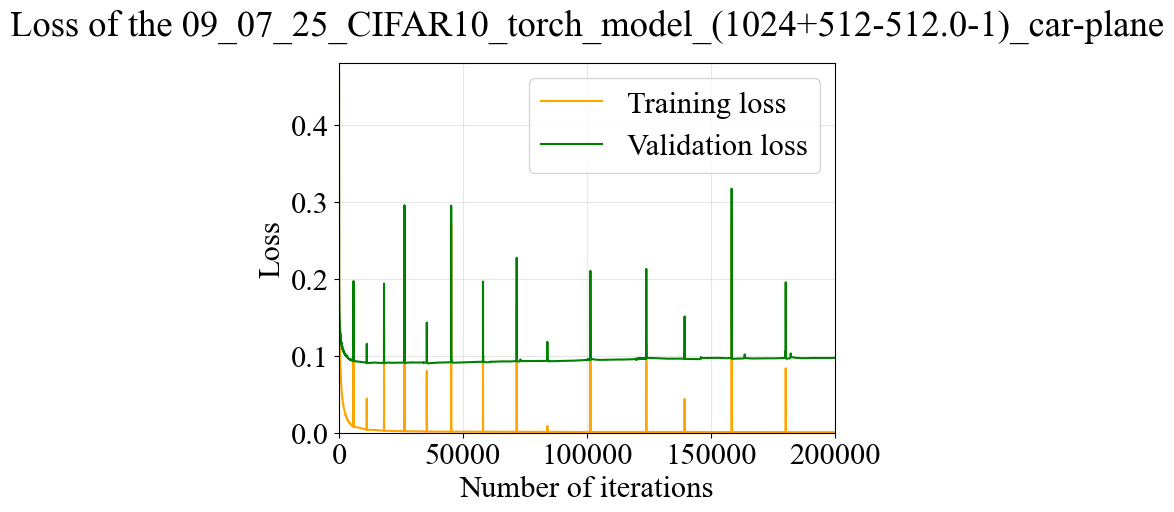 Loss of the 09_07_25_CIFAR10_torch_model_(1024+512-512.0-1)_car-plane
Training loss
Validation loss
0.4
0.3
0.2
0.1
0.0
Loss
0 50000 100000 150000 200000
Number of iterations